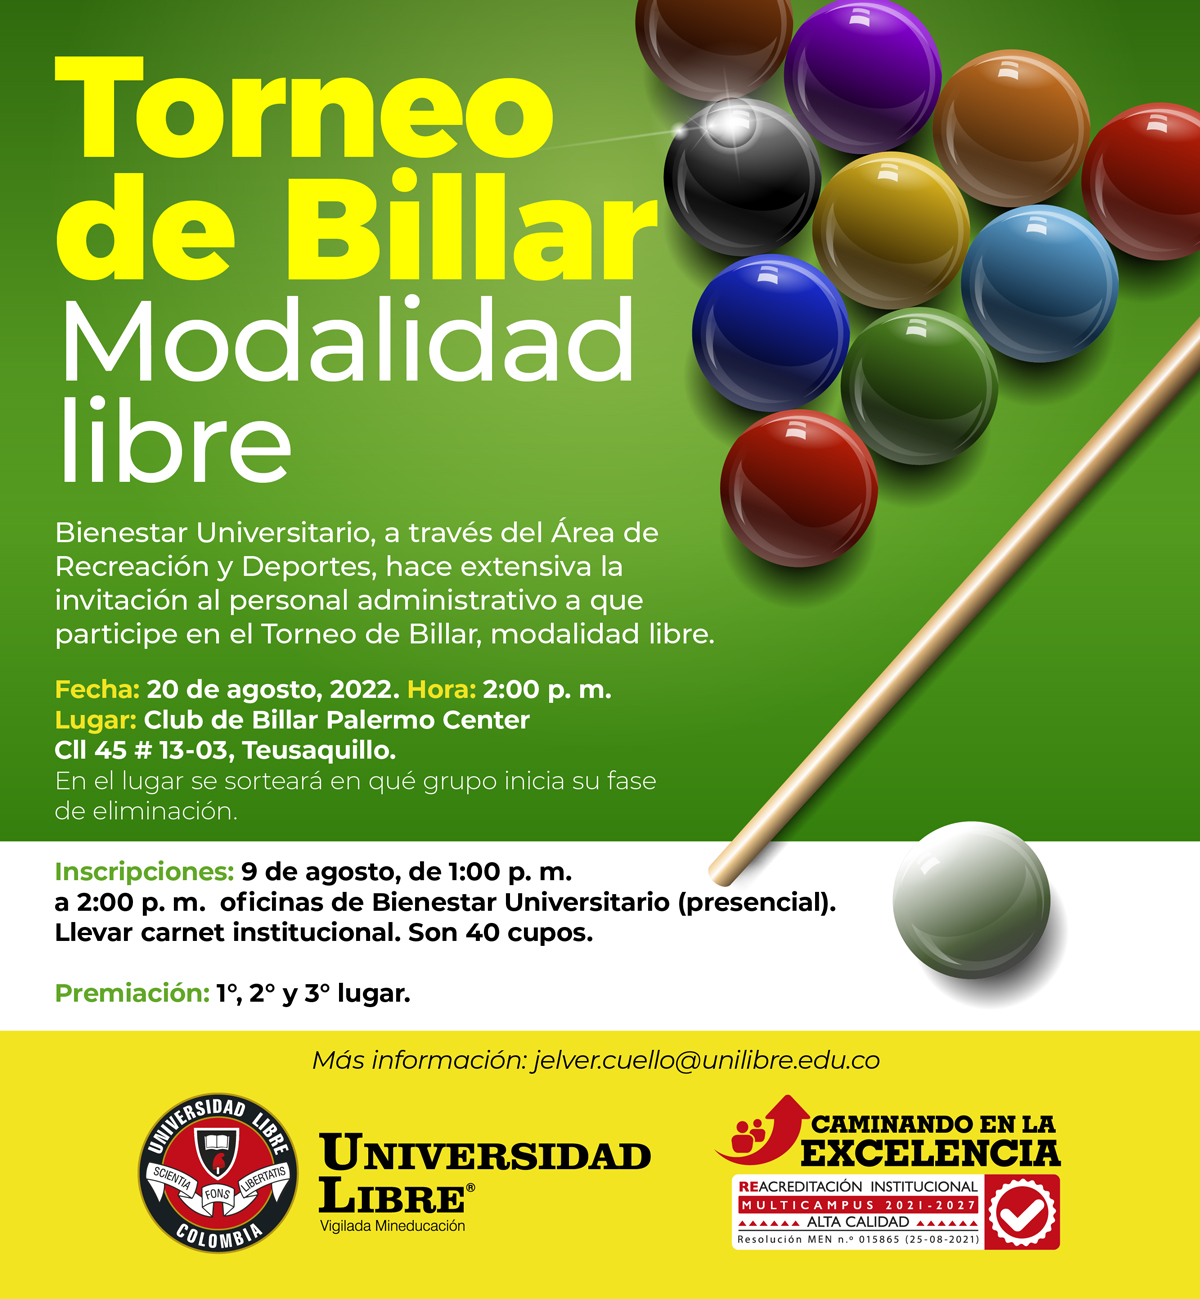 Torneo
de Billar
Modalidad
libre
Bienestar Universitario, a través del Área de
Recreación y Deportes, hace extensiva la
invitación al personal administrativo a que
participe en el Torneo de Billar, modalidad libre.
Fecha: 20 de agosto, 2022. Hora: 2:00 p. m.
Lugar: Club de Billar Palermo Center
Cll 45 # 13-03, Teusaquillo.
En el lugar se sorteará en qué grupo inicia su fase
de eliminación.
Inscripciones: 9 de agosto, de 1:00 p. m.
a 2:00 p. m. oficinas de Bienestar Universitario (presencial).
Llevar carnet institucional. Son 40 cupos.
Premiación: 1°, 2° y 3° lugar.
Más información: jelver.cuello@unilibre.edu.co
UNIVERSIDAD LIBRE
SCIENTIA FONS LIBERTATIS
COLOMBIA
UNIVERSIDAD
LIBRE®
Vigilada Mineducación
CAMINANDO EN LA
EXCELENCIA
REACREDITACIÓN INSTITUCIONAL
MULTICAMPUS 2021-2027
ALTA CALIDAD
Resolución MEN n.º 015865 (25-08-2021)